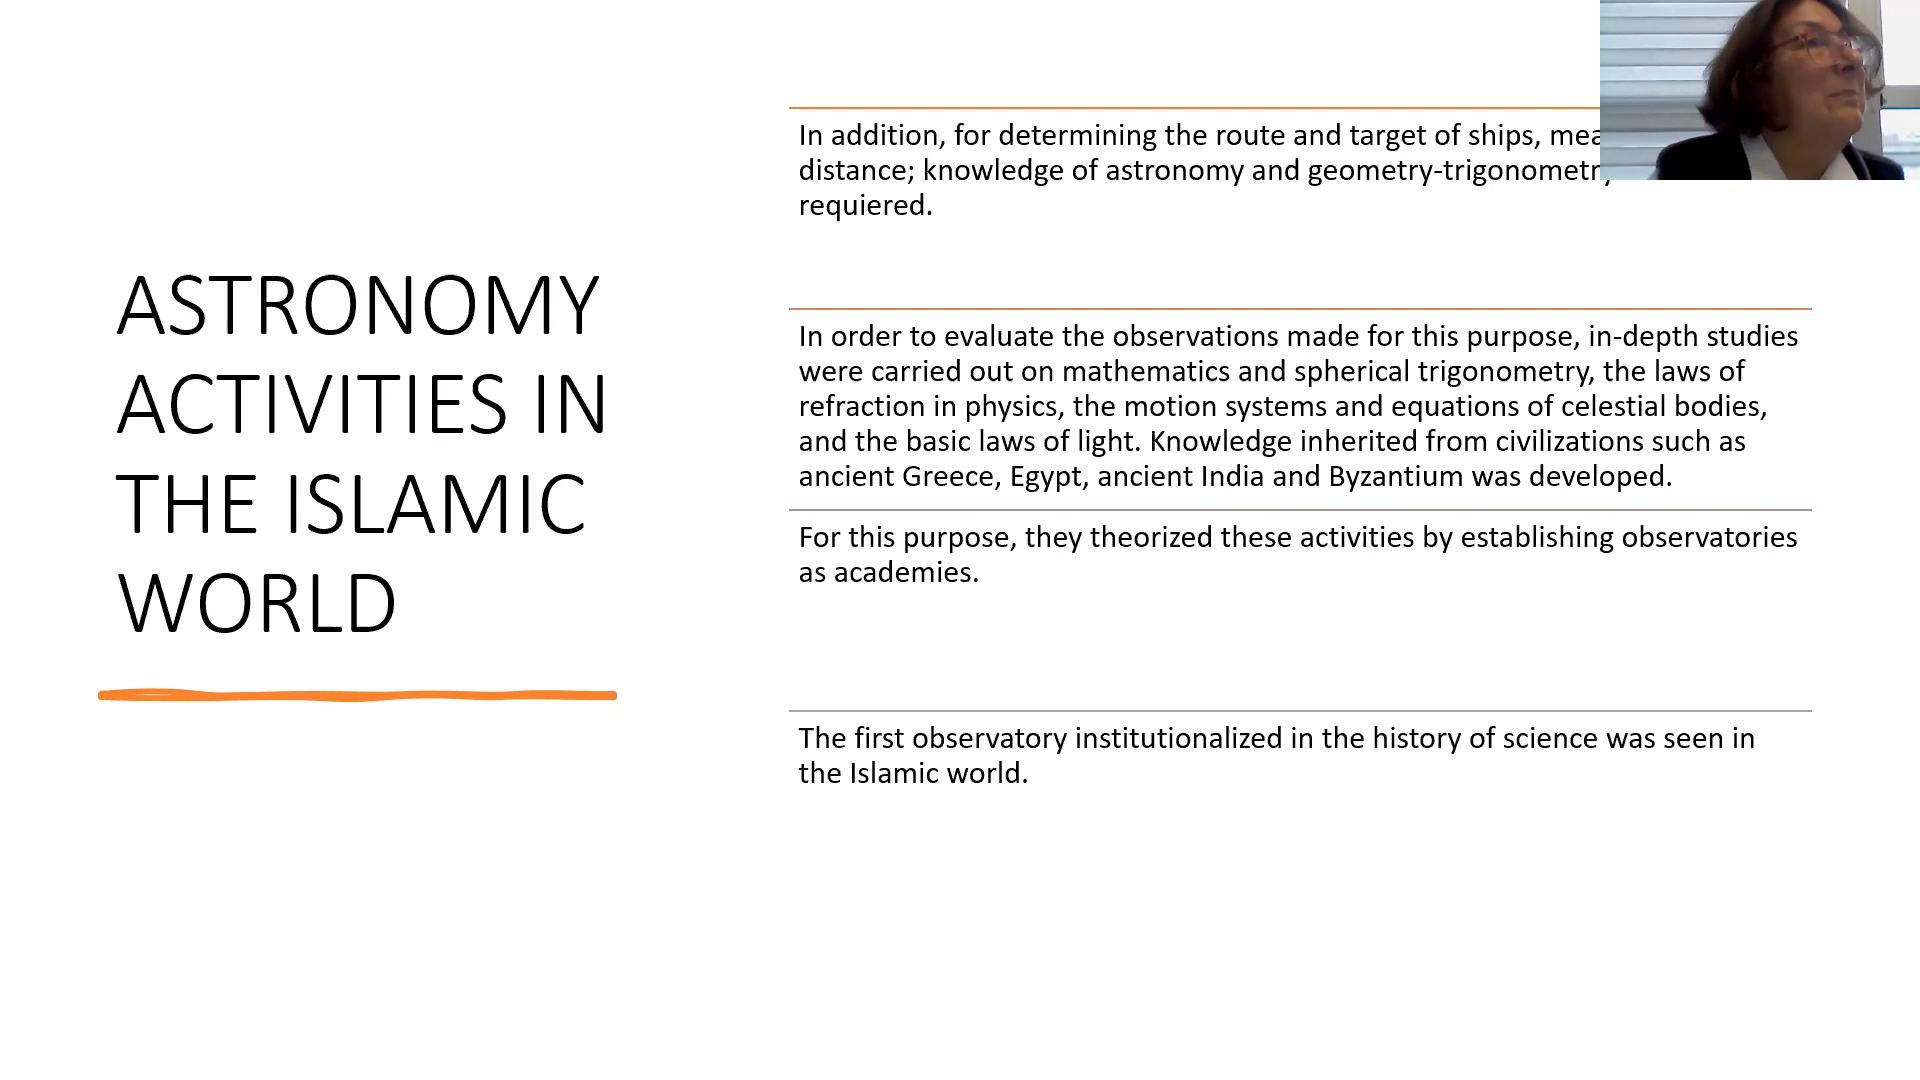 ASTRONOMY
ACTIVITIES IN
THE ISLAMIC
WORLD
In addition, for determining the route and target of ships,
distance; knowledge of astronomy and geometry-trigonometry
requiered.
In order to evaluate the observations made for this purpose, in-depth studies
were carried out on mathematics and spherical trigonometry, the laws of
refraction in physics, the motion systems and equations of celestial bodies,
and the basic laws of light. Knowledge inherited from civilizations such as
ancient Greece, Egypt, ancient India and Byzantium was developed.
For this purpose, they theorized these activities by establishing observatories
as academies.
The first observatory institutionalized in the history of science was seen in
the Islamic world.